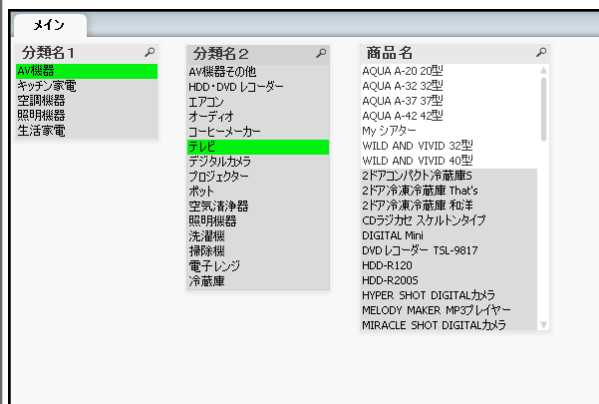 メイン
分類名1
AV機器
キッチン家電
空調機器
照明機器
生活家電
分類名2
AV機器その他
HDD・DVD レコーダー
エアコン
オーディオ
コーヒーメーカー
テレビ
デジタルカメラ
プロジェクター
ポット
空気清浄器
照明機器
洗濯機
掃除機
電子レンジ
冷蔵庫
商品名
AQUA A-20 20型
AQUA A-32 32型
AQUA A-37 37型
AQUA A-42 42型
My シアター
WILD AND VIVID 32型
WILD AND VIVID 40型
2ドアコンパクト冷蔵庫S
2ドア冷凍冷蔵庫 That's
2ドア冷凍冷蔵庫 和洋
CDラジカセ スケルトンタイプ
DIGITAL Mini
DVDレコーダー TSL-9817
HDD-R120
HDD-R200S
HYPER SHOT DIGITALカメラ
MELODY MAKER MP3プレイヤー
MIRACLE SHOT DIGITALカメラ